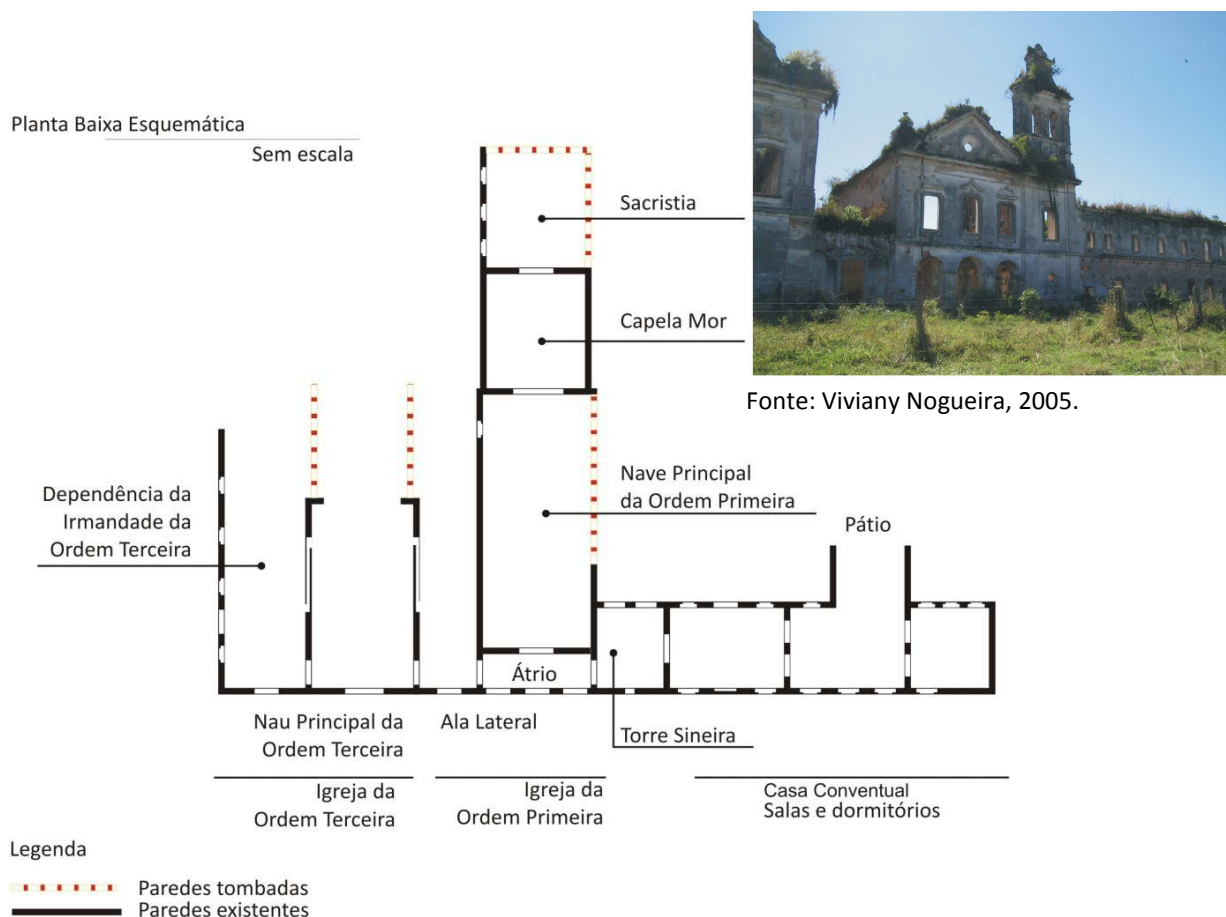 Planta Baixa Esquemática
Sem escala
Sacristia
Capela Mor
Fonte: Viviany Nogueira, 2005.
Dependência da
Irmandade da
Ordem Terceira
Nave Principal
da Ordem Primeira
Pátio
Átrio
Nau Principal da
Ordem Terceira
Ala Lateral
Torre Sineira
Igreja da
Ordem Terceira
Igreja da
Ordem Primeira
Casa Conventual
Salas e dormitórios
Legenda
Paredes tombadas
Paredes existentes